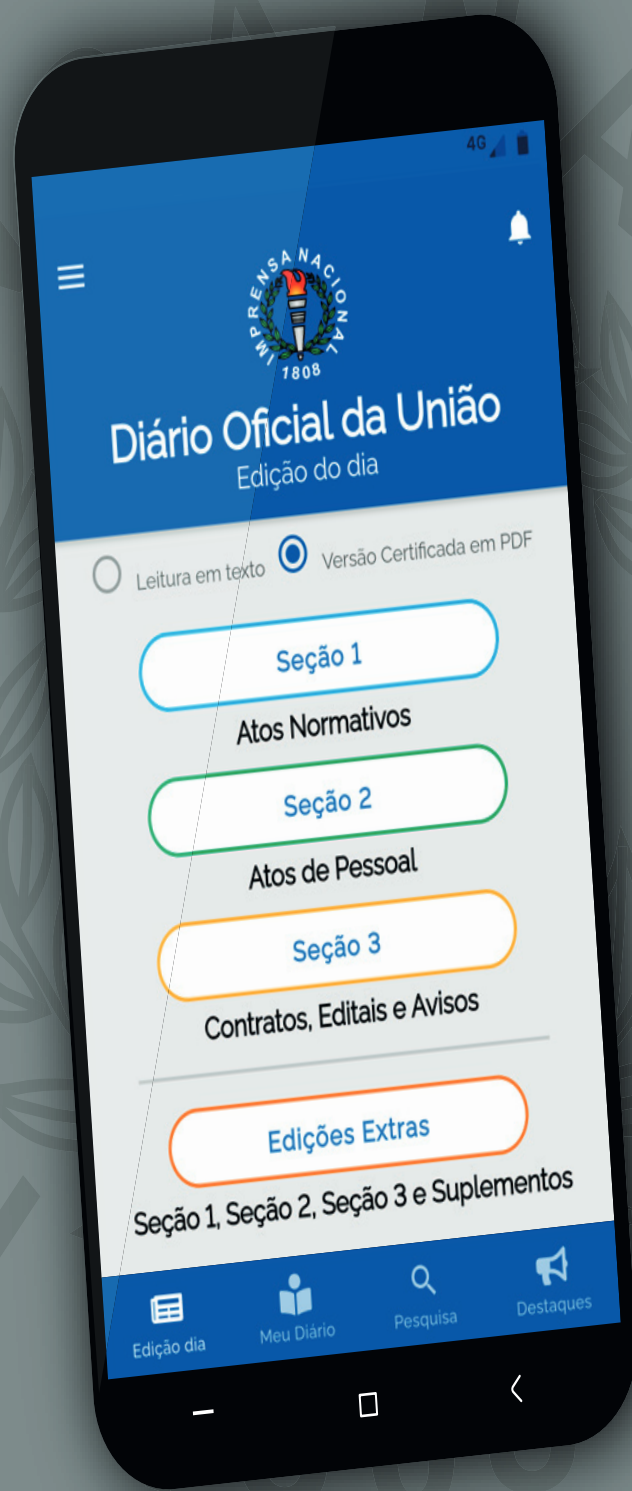 4G
IMPRENSA NACIONAL
1808
Diário Oficial da União
Edição do dia
Leitura em texto Versão Certificada em PDF
Seção 1
Atos Normativos
Seção 2
Atos de Pessoal
Seção 3
Contratos, Editais e Avisos
Edições Extras
Seção 1, Seção 2, Seção 3 e Suplementos
Edição dia Meu Diário Pesquisa Destaques